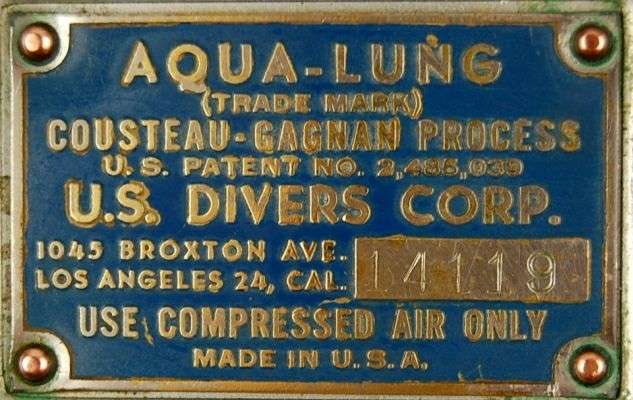 AQUA-LUNG
(TRADE MARK)
COUSTEAU-GAGNAN PROCESS
U.S. PATENT NO. 2,485,039
U.S. DIVERS CORP.
1045 BROXTON AVE.
LOS ANGELES 24, CAL. 14119
USE COMPRESSED AIR ONLY
MADE IN U.S.A.